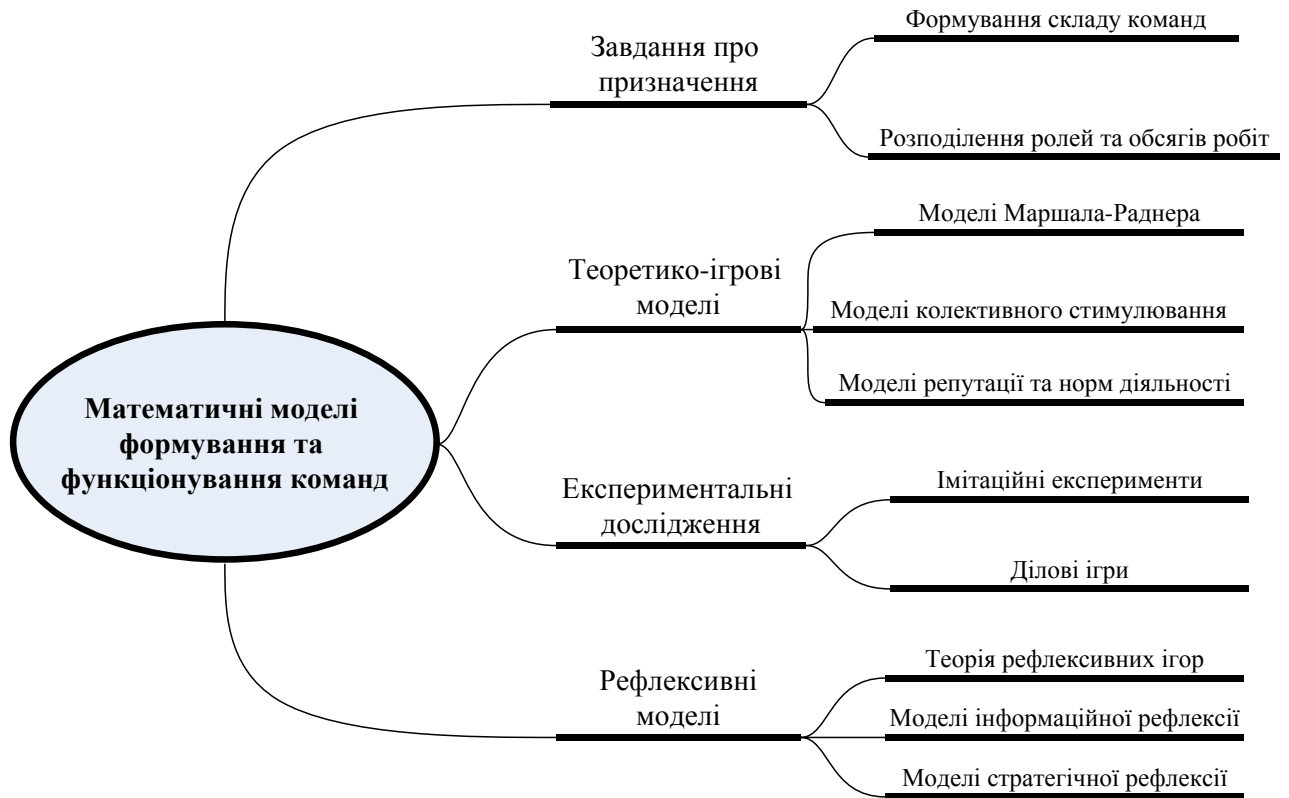 Математичні моделі
формування та
функціонування команд
Завдання про
призначення
Формування складу команд
Розподілення ролей та обсягів робіт
Теоретико-ігрові
моделі
Моделі Маршала-Раднера
Моделі колективного стимулювання
Моделі репутації та норм діяльності
Експериментальні
дослідження
Імітаційні експерименти
Ділові ігри
Рефлексивні
моделі
Теорія рефлексивних ігор
Моделі інформаційної рефлексії
Моделі стратегічної рефлексії